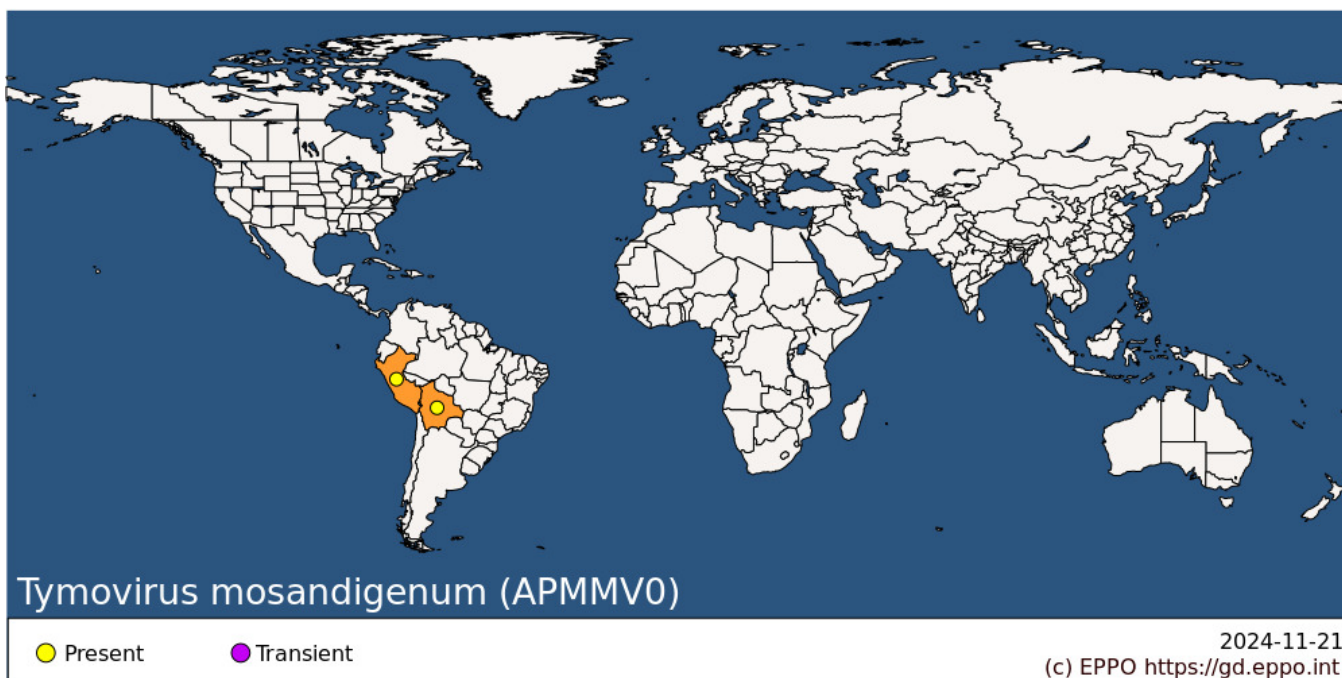 Tymovirus mosandigenum (APMMV0)
Present
Transient
2024-11-21
(c) EPPO https://gd.eppo.int